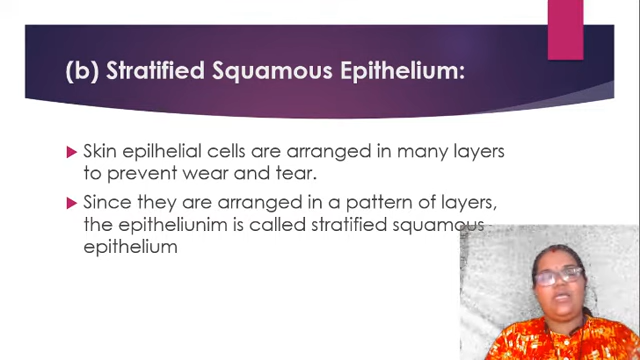 (b) Stratified Squamous Epithelium:
Skin epilhelial cells are arranged in many layers
to prevent wear and tear.
Since they are arranged in a pattern of layers,
the epitheliunim is called stratified squamous
epithelium